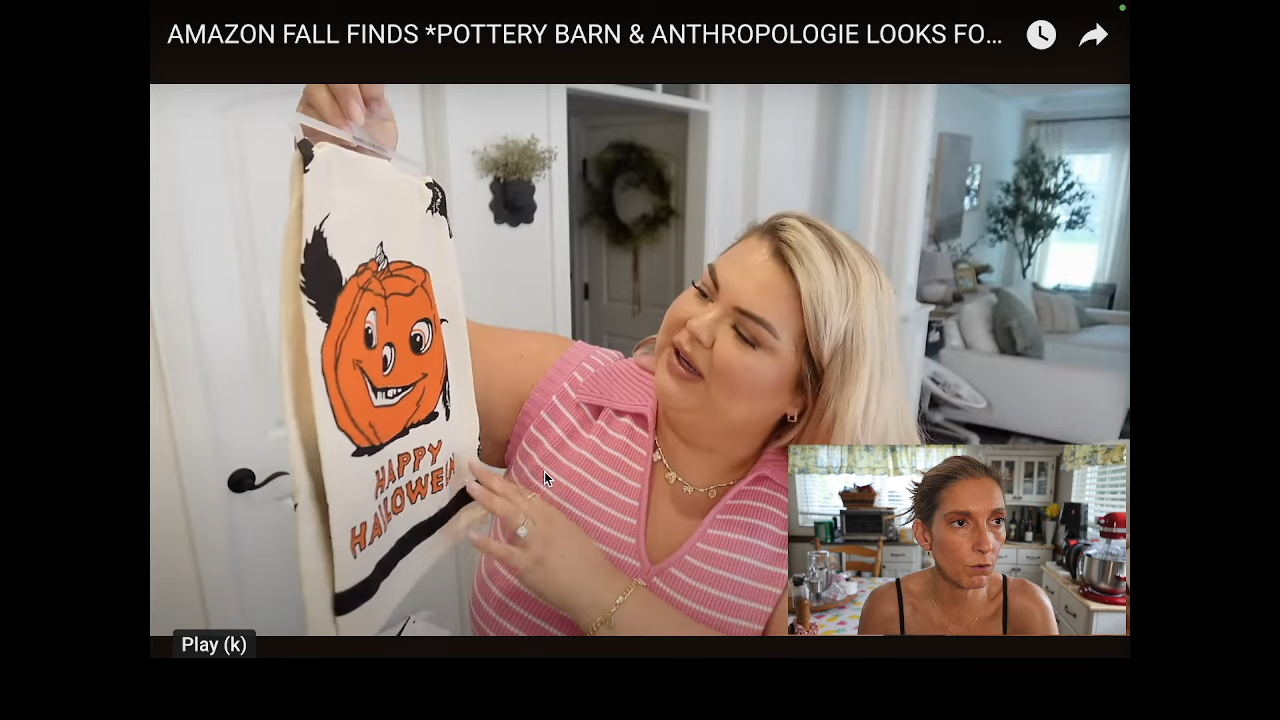 AMAZON FALL FINDS *POTTERY BARN & ANTHROPOLOGIE LOOKS FO...
HAPPY
HALLOWEEN
Play (k)